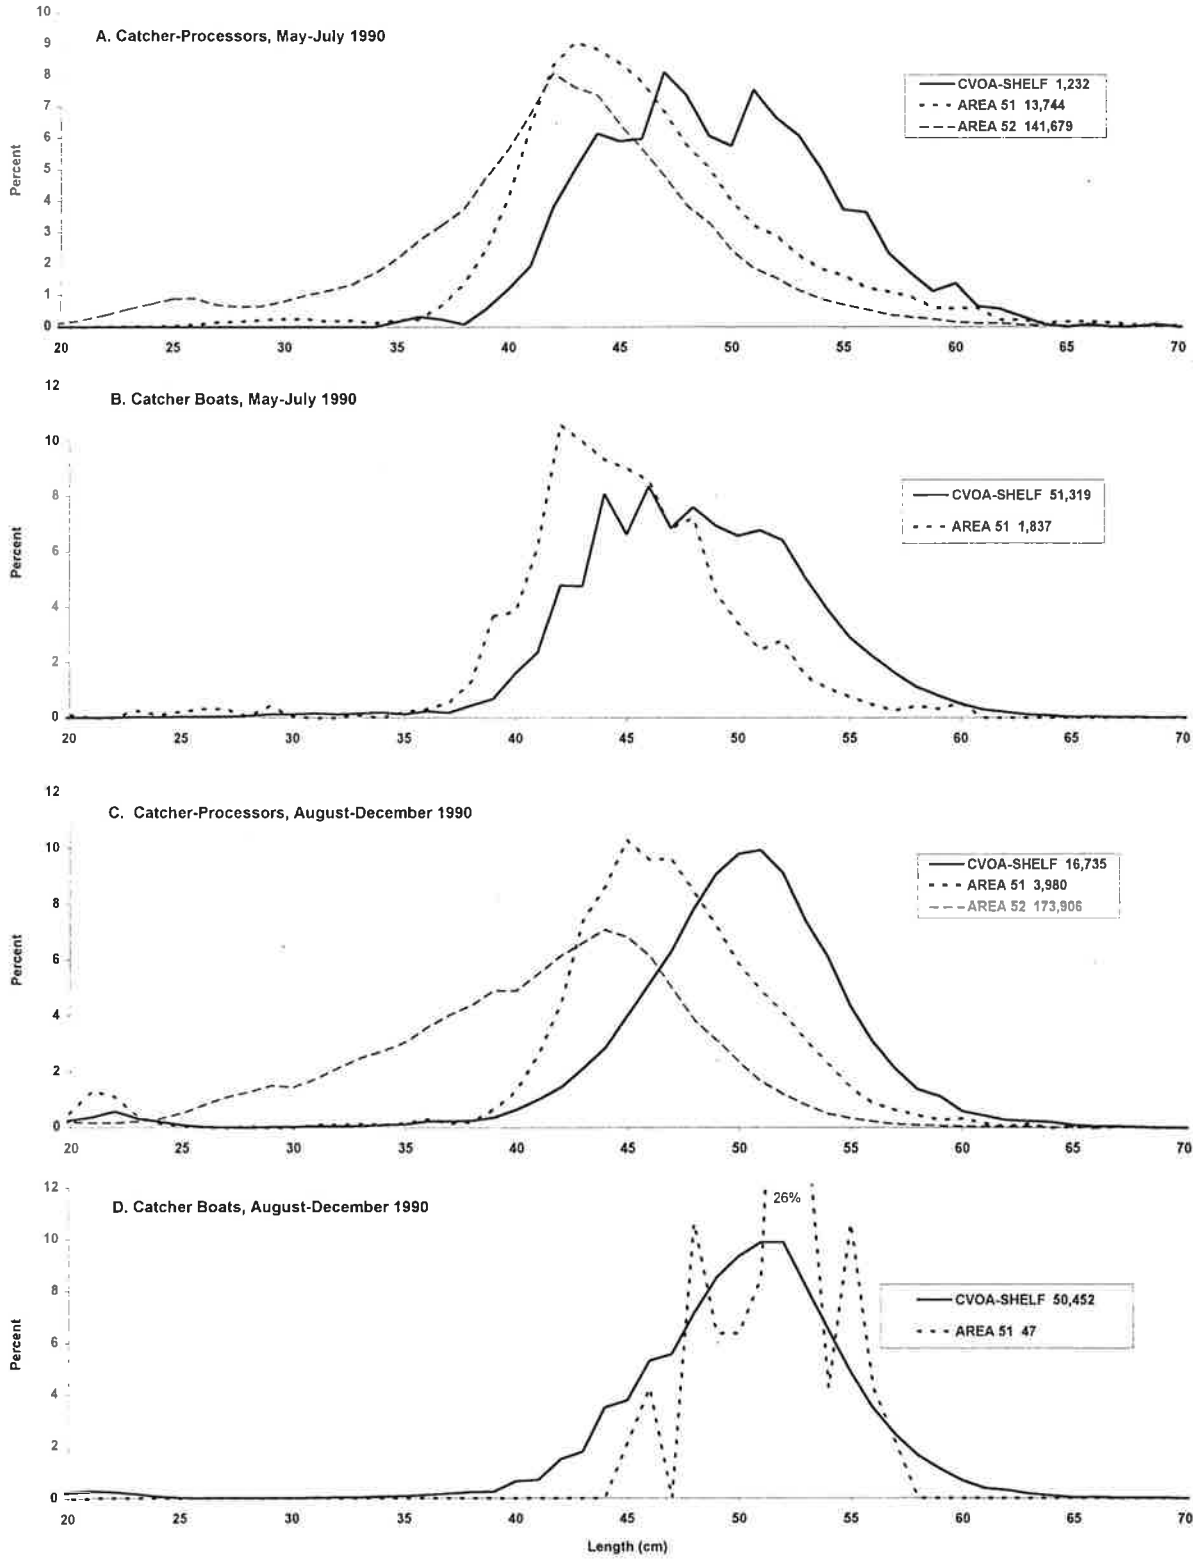 A. Catcher-Processors, May-July 1990
Percent
10
9
8
7
6
5
4
3
2
1
0
20 25 30 35 40 45 50 55 60 65 70
CVOA-SHELF 1,232
AREA 51 13,744
AREA 52 141,679
B. Catcher Boats, May-July 1990
Percent
12
10
8
6
4
2
0
20 25 30 35 40 45 50 55 60 65 70
CVOA-SHELF 51,319
AREA 51 1,837
C. Catcher-Processors, August-December 1990
Percent
12
10
8
6
4
2
0
20 25 30 35 40 45 50 55 60 65 70
CVOA-SHELF 16,735
AREA 51 3,980
AREA 52 173,906
D. Catcher Boats, August-December 1990
Percent
12
10
8
6
4
2
0
20 25 30 35 40 45 50 55 60 65 70
26%
CVOA-SHELF 50,452
AREA 51 47
Length (cm)